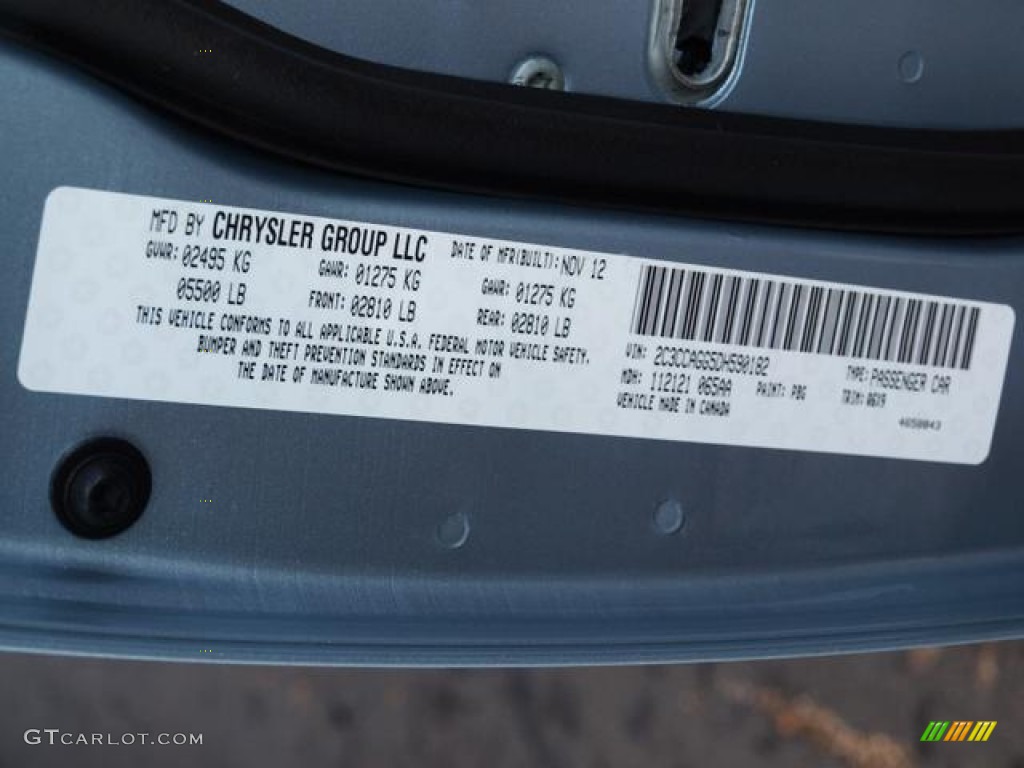 MFD BY CHRYSLER GROUP LLC DATE OF MFR(BUILT): NOV 12
GVWR: 02495 KG GAWR: 01275 KG GAWR: 01275 KG
05500 LB FRONT: 02810 LB REAR: 02810 LB
THIS VEHICLE CONFORMS TO ALL APPLICABLE U.S.A. FEDERAL MOTOR VEHICLE SAFETY.
BUMPER AND THEFT PREVENTION STANDARDS IN EFFECT ON
THE DATE OF MANUFACTURE SHOWN ABOVE.
VIN: 2C3CCAGG5DH590182 TYPE: PASSENGER CAR
MDH: 112121 065AA PAINT: PBG TRIM: 
VEHICLE MADE IN CANADA
GTCARLOT.COM